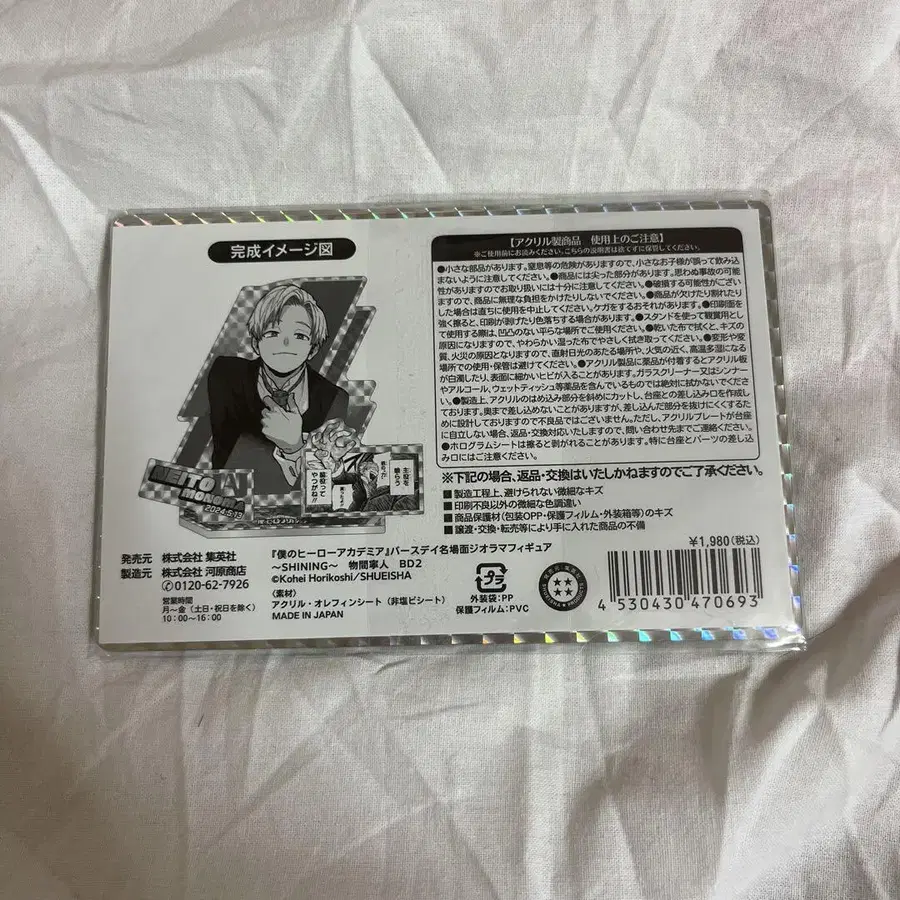 完成イメージ図
主役を
喰らう
脇役って
やつがね!!
NEITO
MONOMA
2024.5.13
【アクリル製商品 使用上のご注意】
※ご使用前にお読みください。こちらの説明書は捨てずに保管してください。
●小さな部品があります。窒息等の危険がありますので、小さなお子様が誤って飲み込
まないように注意してください。●商品には尖った部分があります。思わぬ事故の可能
性がありますのでお取り扱いには十分に注意してください。●破損する可能性がござい
ますので、商品に無理な負担をかけたりしないでください。●商品が欠けたり割れたり
した場合は直ちに使用を中止してください。ケガをするおそれがあります。●印刷面を
強く擦ると、印刷が剥げたり色落ちする場合があります。●スタンドを使って観賞用とし
て使用する際は、凹凸のない平らな場所でご使用ください。●乾いた布で拭くと、キズの
原因になりますので、やわらかい湿った布でやさしく拭き取ってください。●変形や変
質、火災の原因となりますので、直射日光のあたる場所や、火気の近く、高温多湿になる
場所での使用・保管は避けてください。●アクリル製品に薬品が付着するとアクリル板
が白濁したり、表面に細かいヒビが入ることがあります。ガラスクリーナー又はシンナー
やアルコール、ウェットティッシュ等薬品を含んでいるものでは絶対に拭かないでくださ
い。●製造上、アクリルのはめ込み部分を斜めにカットし、台座との差し込み口を作成し
ております。奥まで差し込めないことがありますが、差し込んだ部分を抜けにくくするた
めに設計しておりますので不良品ではございません。ただし、アクリルプレートが台座
に自立しない場合、返品・交換対応いたしますので、問い合わせ先までご連絡ください。
●ホログラムシートは擦ると剥がれることがあります。特に台座とパーツの差し込
み口にはご注意ください。
※下記の場合、返品・交換はいたしかねますのでご了承ください。
■製造工程上、避けられない微細なキズ
■印刷不良以外の微細な色調違い
■商品保護材(包装OPP・保護フィルム・外装箱等)のキズ
■譲渡・交換・転売等により手に入れた商品の不備
¥1,980(税込)
発売元 株式会社 集英社
製造元 株式会社 河原商店
✆0120-62-7926
営業時間
月~金(土日・祝日を除く)
10:00~16:00
『僕のヒーローアカデミア』バースデイ名場面ジオラマフィギュア
~SHINING~ 物間寧人 BD2
©Kohei Horikoshi/SHUEISHA
〈素材〉
アクリル・オレフィンシート(非塩ビシート)
MADE IN JAPAN
プラ
外装袋:PP
保護フィルム:PVC
4 530430 470693